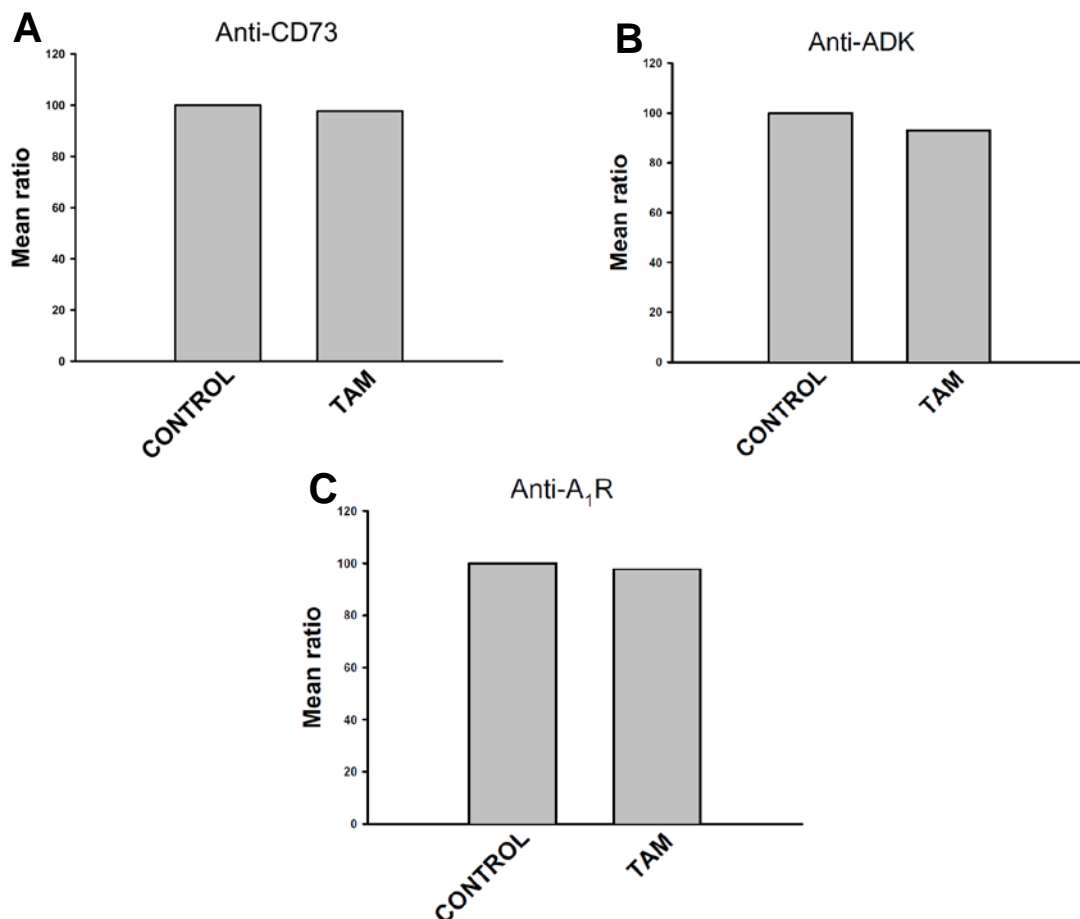 A
Anti-CD73
120
100
80
60
40
20
0
Mean ratio
CONTROL
TAM
B
Anti-ADK
120
100
80
60
40
20
0
Mean ratio
CONTROL
TAM
C
Anti-A₁R
120
100
80
60
40
20
0
Mean ratio
CONTROL
TAM